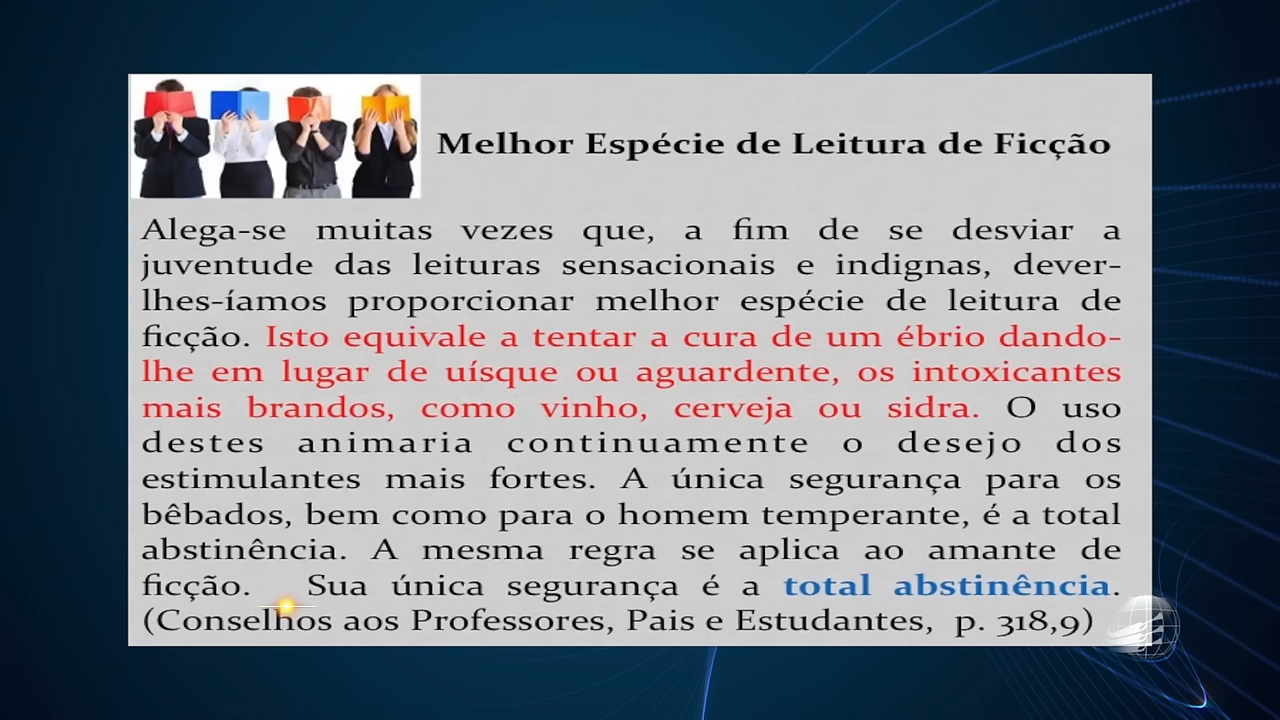 Melhor Espécie de Leitura de Ficção
Alega-se muitas vezes que, a fim de se desviar a
juventude das leituras sensacionais e indignas, dever-
lhes-íamos proporcionar melhor espécie de leitura de
ficção. Isto equivale a tentar a cura de um ébrio dando-
lhe em lugar de uísque ou aguardente, os intoxicantes
mais brandos, como vinho, cerveja ou sidra. O uso
destes animaria continuamente o desejo dos
estimulantes mais fortes. A única segurança para os
bêbados, bem como para o homem temperante, é a total
abstinência. A mesma regra se aplica ao amante de
ficção. Sua única segurança é a total abstinência.
(Conselhos aos Professores, Pais e Estudantes, p. 318,9)